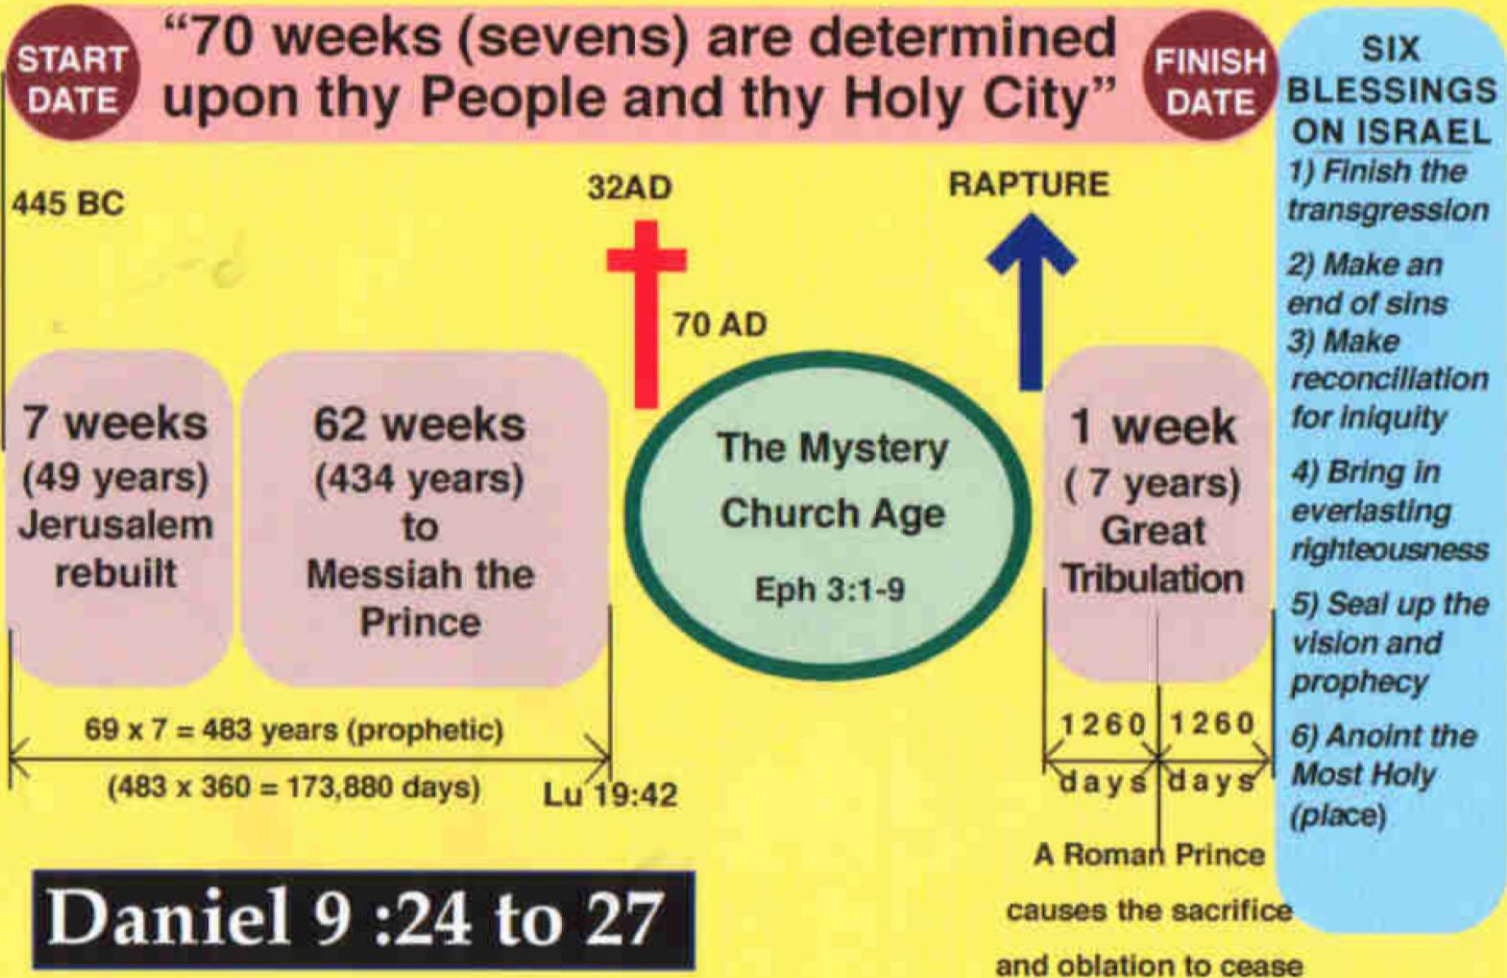 START
DATE
“70 weeks (sevens) are determined
upon thy People and thy Holy City”
FINISH
DATE
445 BC
32AD
70 AD
RAPTURE
7 weeks
(49 years)
Jerusalem
rebuilt
62 weeks
(434 years)
to
Messiah the
Prince
The Mystery
Church Age
Eph 3:1-9
1 week
( 7 years)
Great
Tribulation
69 x 7 = 483 years (prophetic)
(483 x 360 = 173,880 days)
Lu 19:42
1260
days
1260
days
A Roman Prince
causes the sacrifice
and oblation to cease
Daniel 9 :24 to 27
SIX
BLESSINGS
ON ISRAEL
1) Finish the
transgression
2) Make an
end of sins
3) Make
reconciliation
for iniquity
4) Bring in
everlasting
righteousness
5) Seal up the
vision and
prophecy
6) Anoint the
Most Holy
(place)